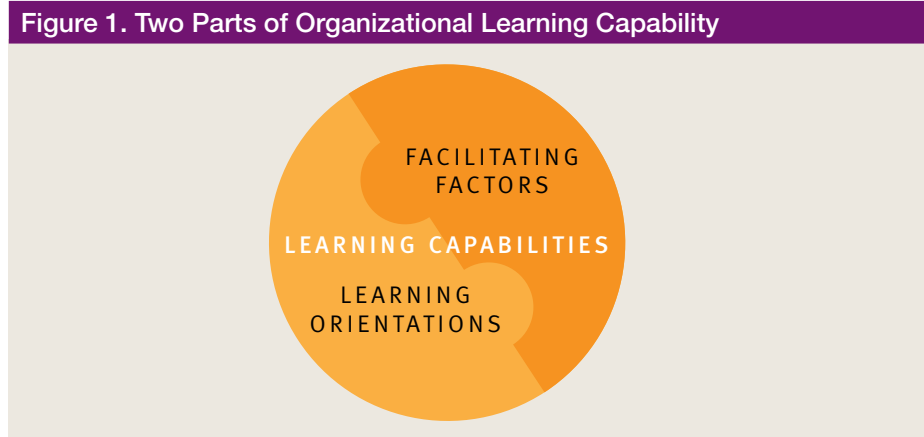 Figure 1. Two Parts of Organizational Learning Capability
FACILITATING
FACTORS
LEARNING CAPABILITIES
LEARNING
ORIENTATIONS